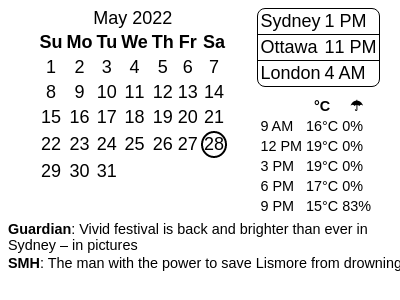 May 2022
Su Mo Tu We Th Fr Sa
1 2 3 4 5 6 7
8 9 10 11 12 13 14
15 16 17 18 19 20 21
22 23 24 25 26 27 28
29 30 31
Sydney 1 PM
Ottawa 11 PM
London 4 AM
°C ☂
9 AM 16°C 0%
12 PM 19°C 0%
3 PM 19°C 0%
6 PM 17°C 0%
9 PM 15°C 83%
Guardian: Vivid festival is back and brighter than ever in
Sydney – in pictures
SMH: The man with the power to save Lismore from drowning